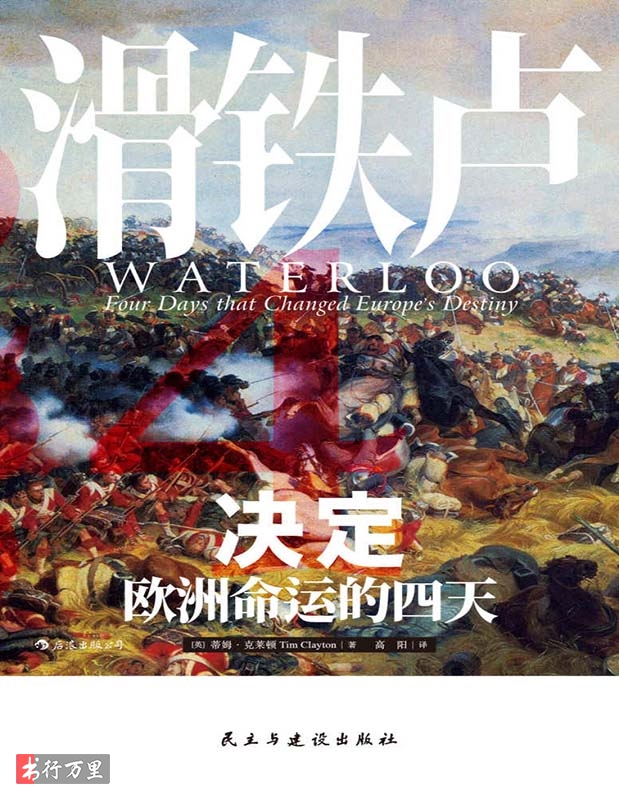 滑铁卢
WATERLOO
Four Days that Changed Europe's Destiny
4
决定
欧洲命运的四天
后浪出版公司
[英] 蒂姆·克莱顿 Tim Clayton 著 高 阳 译
民主与建设出版社
书行万里